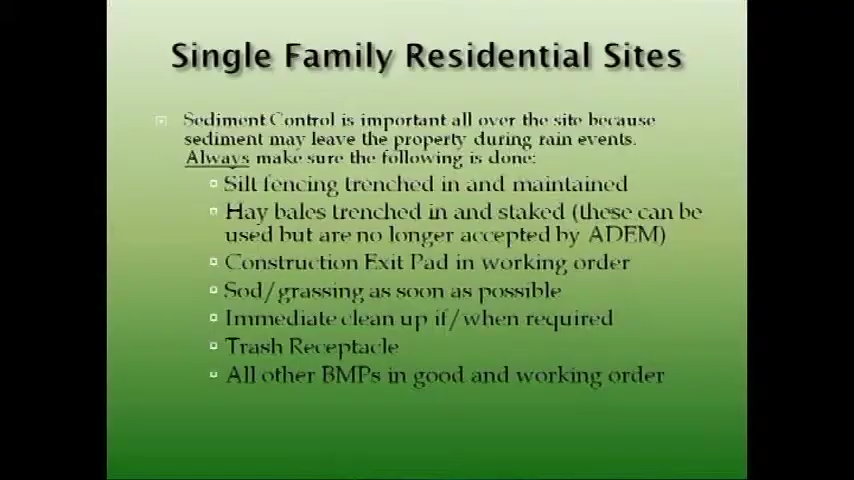 Single Family Residential Sites
Sediment Control is important all over the site because
sediment may leave the property during rain events.
Always make sure the following is done:
Silt fencing trenched in and maintained
Hay bales trenched in and staked (these can be
used but are no longer accepted by ADEM)
Construction Exit Pad in working order
Sod/grassing as soon as possible
Immediate clean up if/when required
Trash Receptacle
All other BMPs in good and working order